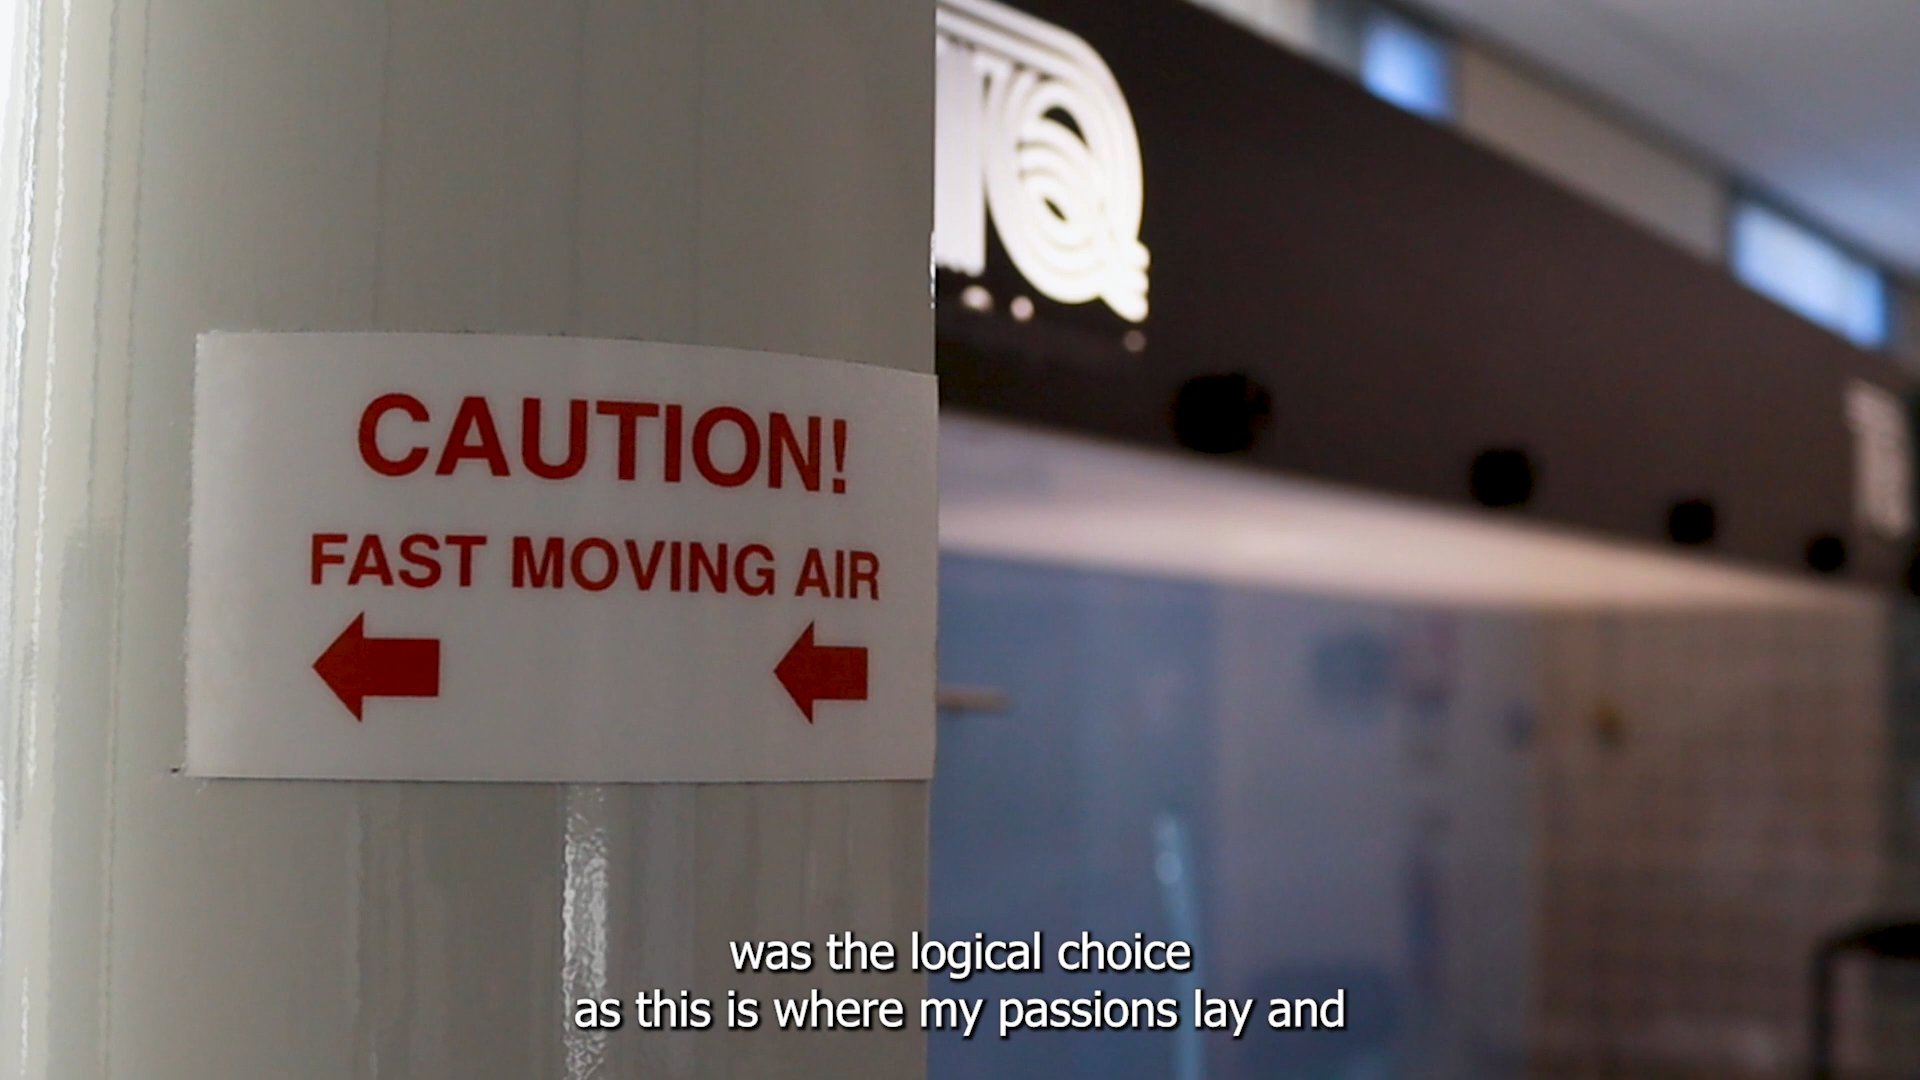 CAUTION!
FAST MOVING AIR
was the logical choice
as this is where my passions lay and